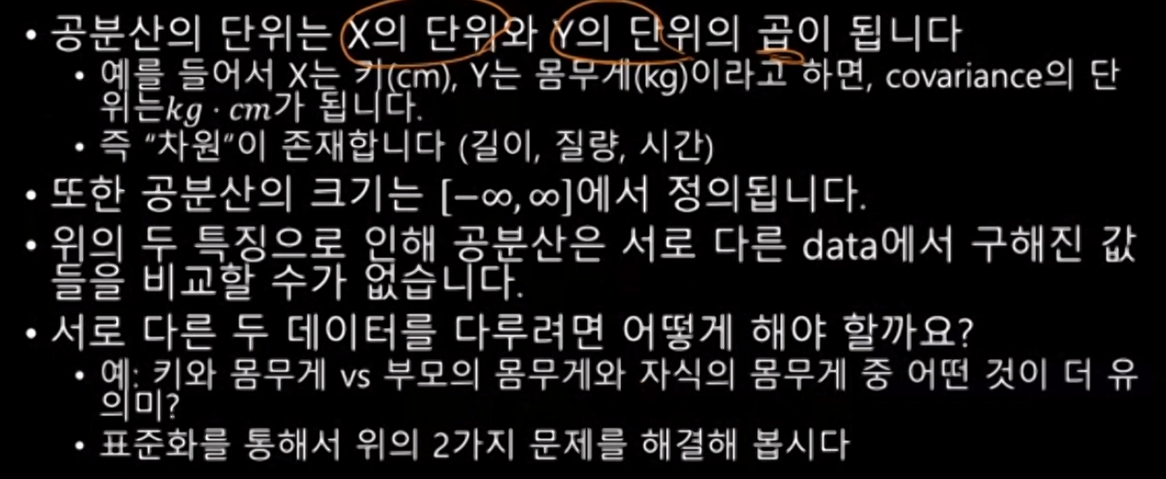 • 공분산의 단위는 X의 단위와 Y의 단위의 곱이 됩니다
• 예를 들어서 X는 키(cm), Y는 몸무게(kg)이라고 하면, covariance의 단
위는kg · cm가 됩니다.
• 즉 “차원”이 존재합니다 (길이, 질량, 시간)
• 또한 공분산의 크기는 [−∞, ∞]에서 정의됩니다.
• 위의 두 특징으로 인해 공분산은 서로 다른 data에서 구해진 값
들을 비교할 수가 없습니다.
• 서로 다른 두 데이터를 다루려면 어떻게 해야 할까요?
• 예: 키와 몸무게 vs 부모의 몸무게와 자식의 몸무게 중 어떤 것이 더 유
의미?
• 표준화를 통해서 위의 2가지 문제를 해결해 봅시다